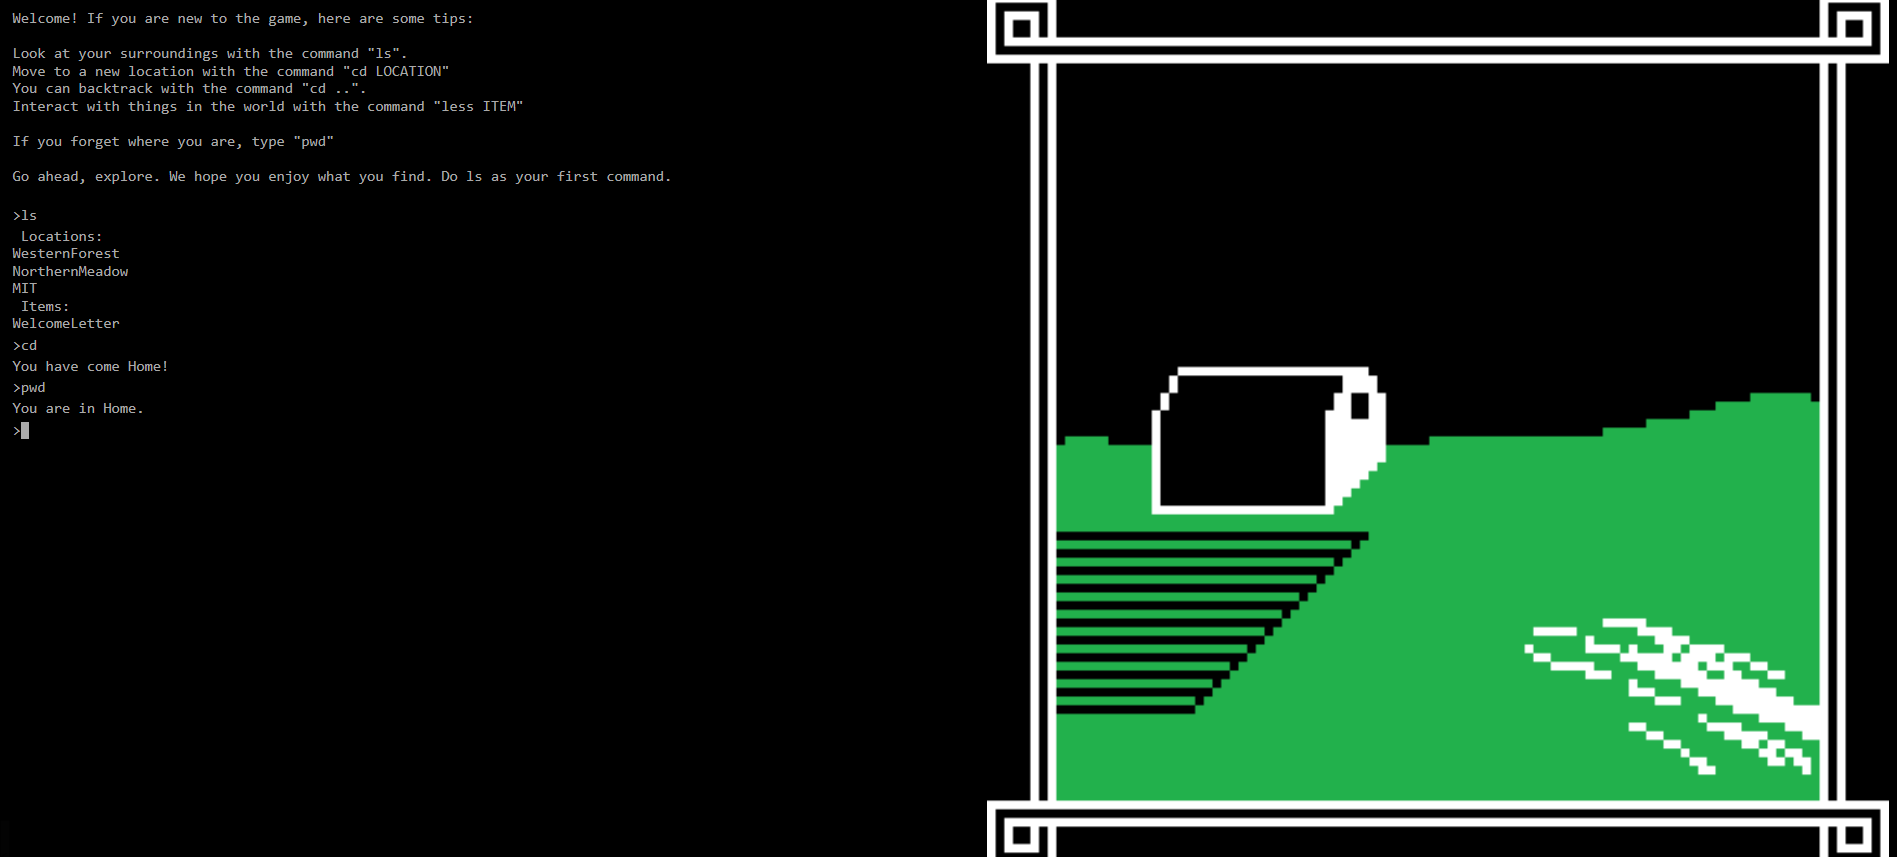 Welcome! If you are new to the game, here are some tips:
Look at your surroundings with the command "ls".
Move to a new location with the command "cd LOCATION"
You can backtrack with the command "cd ..".
Interact with things in the world with the command "less ITEM"
If you forget where you are, type "pwd"
Go ahead, explore. We hope you enjoy what you find. Do ls as your first command.
>ls
Locations:
WesternForest
NorthernMeadow
MIT
Items:
WelcomeLetter
>cd
You have come Home!
>pwd
You are in Home.
>